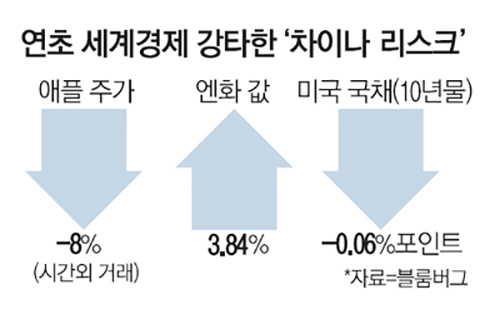 연초 세계경제 강타한 ‘차이나 리스크’
애플 주가 엔화 값 미국 국채(10년물)
-8% 3.84% -0.06%포인트
(시간외 거래) *자료=블룸버그